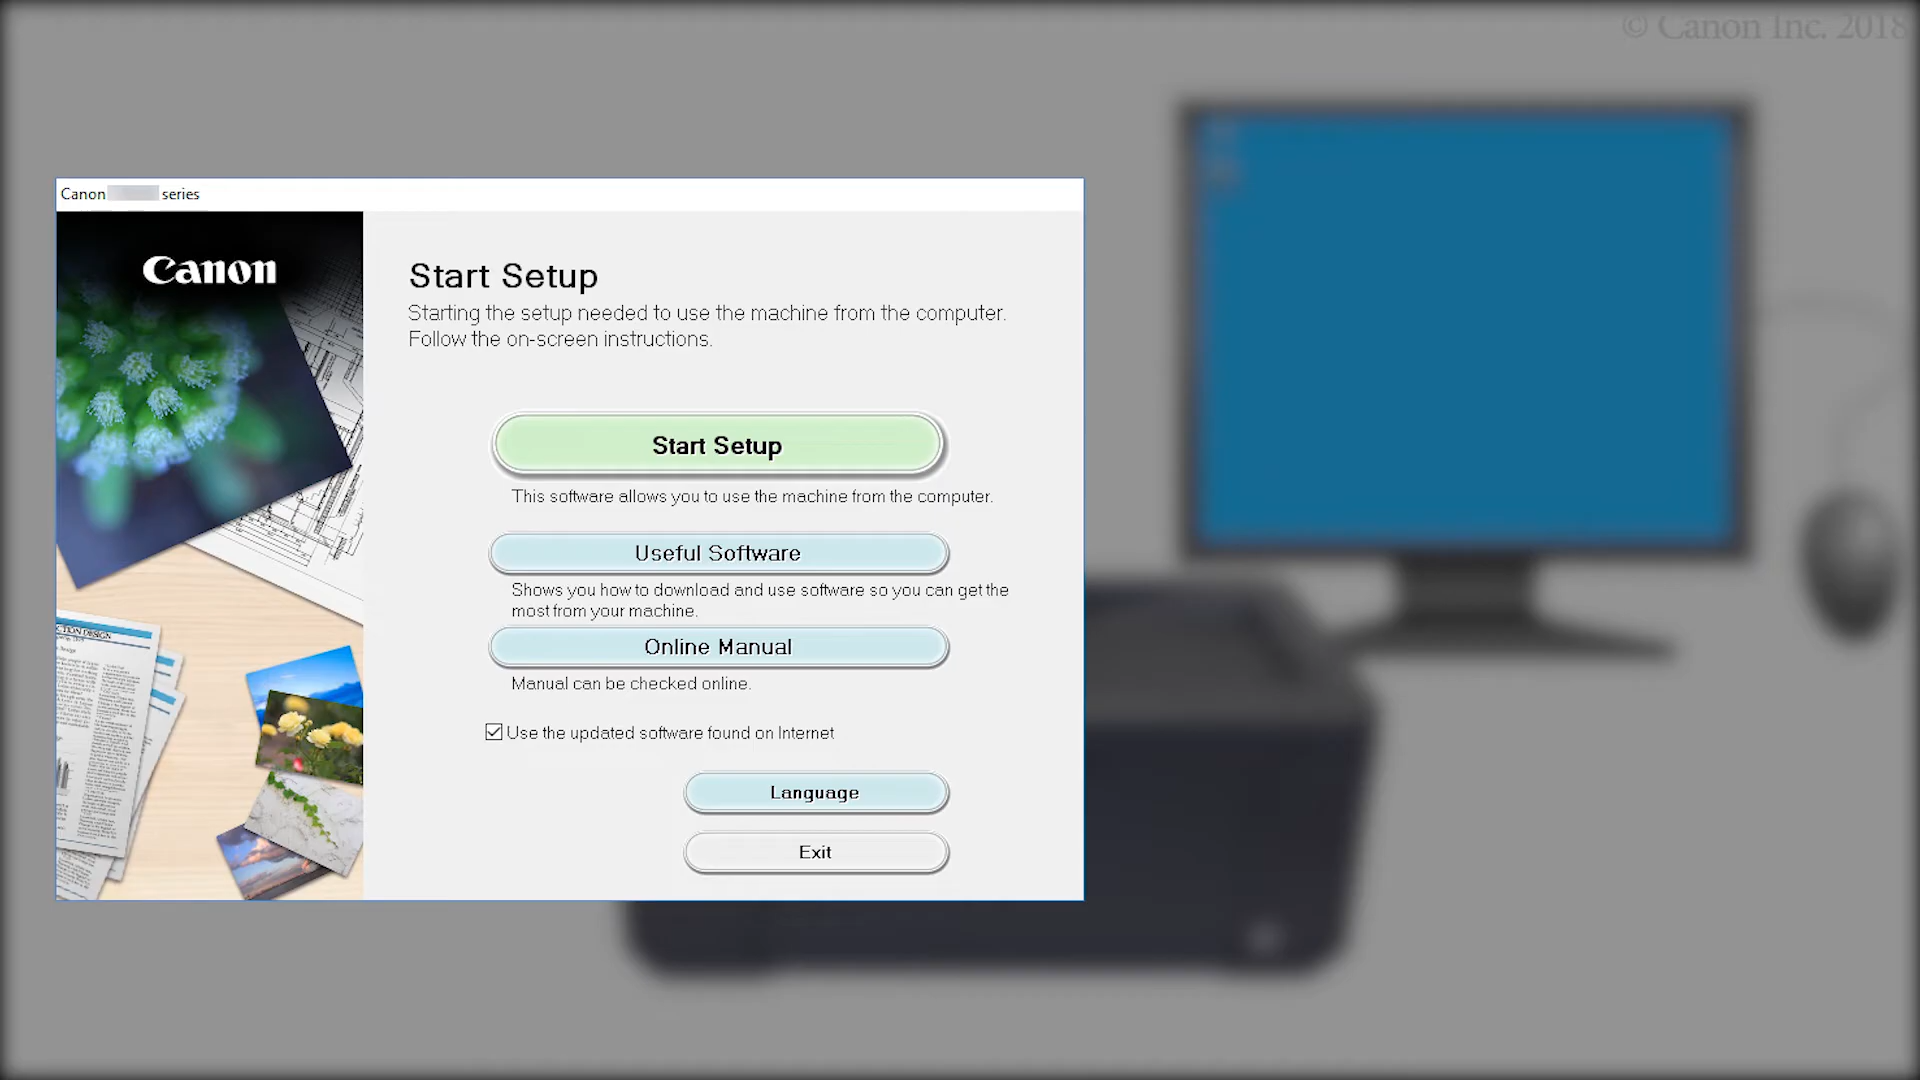 © Canon Inc. 2018
Canon series
Canon
Start Setup
Starting the setup needed to use the machine from the computer.
Follow the on-screen instructions.
Start Setup
This software allows you to use the machine from the computer.
Useful Software
Shows you how to download and use software so you can get the
most from your machine.
Online Manual
Manual can be checked online.
Use the updated software found on Internet
Language
Exit
CTION DESIGN